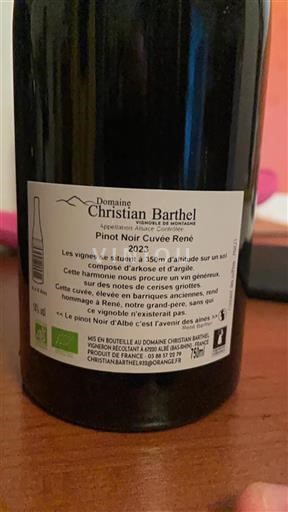 Domaine
Christian Barthel
VIGNOBLE DE MONTAGNE
Appellation Alsace Contrôlée
Pinot Noir Cuvée René
2023
Les vignes se situent à 350m d'altitude sur un sol
composé d'arkose et d'argile.
Cette harmonie nous procure un vin généreux,
sur des notes de cerises griottes.
Cette cuvée, élevée en barriques anciennes, rend
hommage à René, notre grand-père, sans qui
ce vignoble n'existerait pas.
<< Le pinot Noir d'Albé c'est l'avenir des aînés >>
René Barthel
MIS EN BOUTEILLE AU DOMAINE CHRISTIAN BARTHEL
VIGNERON RÉCOLTANT À 67220 ALBÉ (BAS-RHIN) - FRANCE
PRODUIT DE FRANCE - 03 88 57 22 79
CHRISTIAN.BARTHEL933@ORANGE.FR
750ml
AB